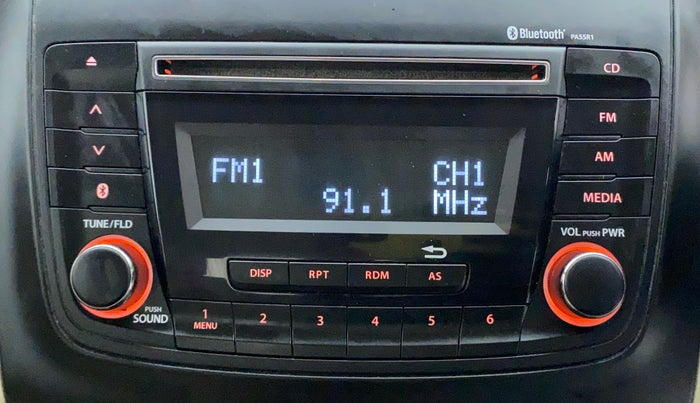 Bluetooth® PA5SR1
CD
FM
AM
MEDIA
FM1 CH1
91.1 MHz
TUNE/FLD
VOL PUSH PWR
DISP RPT RDM AS
PUSH
SOUND
1 2 3 4 5 6
MENU